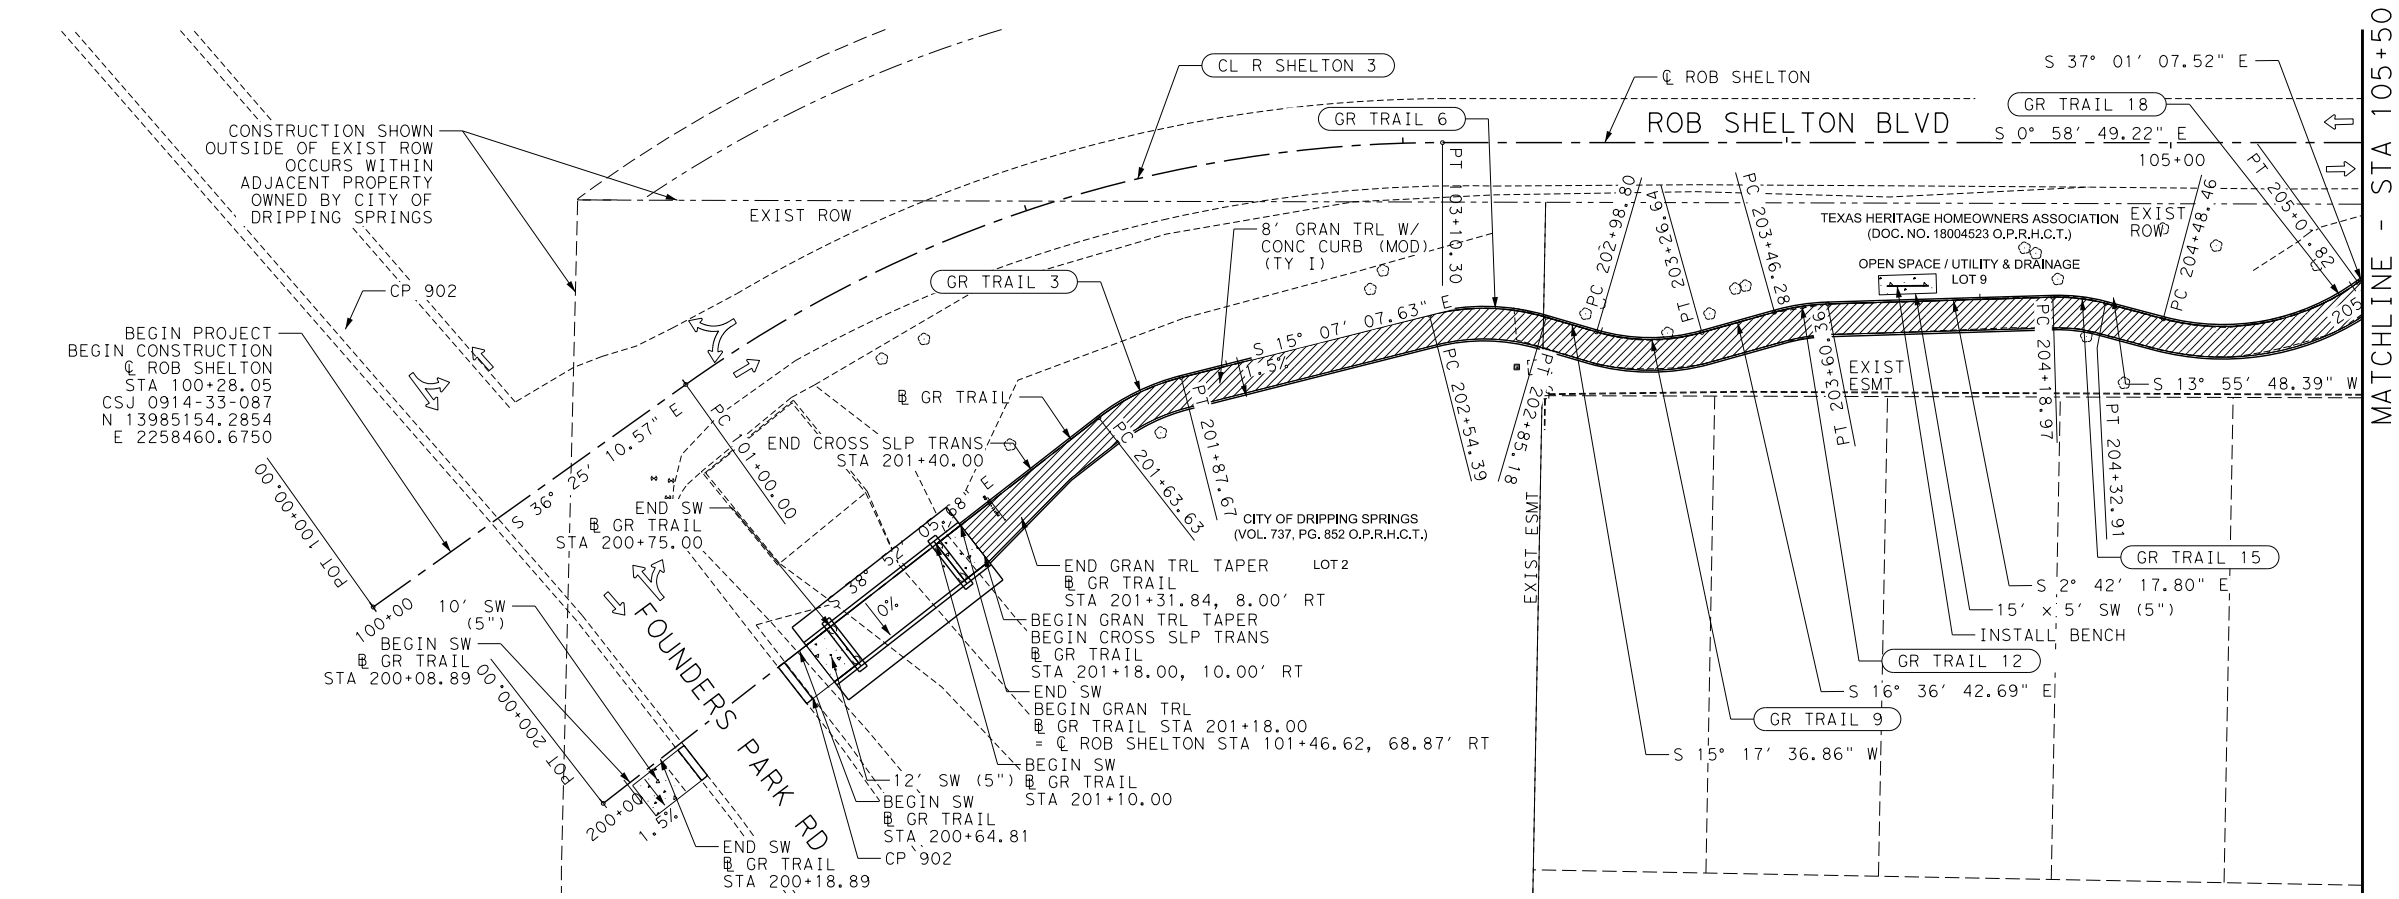 CONSTRUCTION SHOWN
OUTSIDE OF EXIST ROW
OCCURS WITHIN
ADJACENT PROPERTY
OWNED BY CITY OF
DRIPPING SPRINGS
CP 902
BEGIN PROJECT
BEGIN CONSTRUCTION
℄ ROB SHELTON
STA 100+28.05
CSJ 0914-33-087
N 13985154.2854
E 2258460.6750
POT 100+00.00
100+00
S 36° 25' 10.57" E
PC 101+00.00
EXIST ROW
CL R SHELTON 3
℄ ROB SHELTON
ROB SHELTON BLVD
S 0° 58' 49.22" E
105+00
S 37° 01' 07.52" E
GR TRAIL 18
GR TRAIL 6
PT 103+10.30
8' GRAN TRL W/
CONC CURB (MOD)
(TY I)
GR TRAIL 3
S 15° 07' 07.63" E
1.5%
B GR TRAIL
END CROSS SLP TRANS
STA 201+40.00
PC 201+63.63
PT 201+87.67
PC 202+54.39
PT 202+85.18
PC 202+98.80
PT 203+26.64
PC 203+46.28
PT 203+60.36
PC 204+18.97
PT 204+32.91
PC 204+48.46
PT 205+01.82
205
TEXAS HERITAGE HOMEOWNERS ASSOCIATION
(DOC. NO. 18004523 O.P.R.H.C.T.)
EXIST
ROW
OPEN SPACE / UTILITY & DRAINAGE
LOT 9
EXIST
ESMT
S 13° 55' 48.39" W
EXIST ESMT
CITY OF DRIPPING SPRINGS
(VOL. 737, PG. 852 O.P.R.H.C.T.)
LOT 2
END SW
B GR TRAIL
STA 200+75.00
S 38° 52' 05.68" E
0%
END GRAN TRL TAPER
B GR TRAIL
STA 201+31.84, 8.00' RT
BEGIN GRAN TRL TAPER
BEGIN CROSS SLP TRANS
B GR TRAIL
STA 201+18.00, 10.00' RT
END SW
BEGIN GRAN TRL
B GR TRAIL STA 201+18.00
= ℄ ROB SHELTON STA 101+46.62, 68.87' RT
BEGIN SW
B GR TRAIL
STA 201+10.00
12' SW (5")
BEGIN SW
B GR TRAIL
STA 200+64.81
CP 902
10' SW
(5")
BEGIN SW
B GR TRAIL
STA 200+08.89
POT 200+00.00
200+00
1.5%
END SW
B GR TRAIL
STA 200+18.89
FOUNDERS PARK RD
GR TRAIL 15
S 2° 42' 17.80" E
15' x 5' SW (5")
INSTALL BENCH
GR TRAIL 12
S 16° 36' 42.69" E
GR TRAIL 9
S 15° 17' 36.86" W
MATCHLINE - STA 105+50